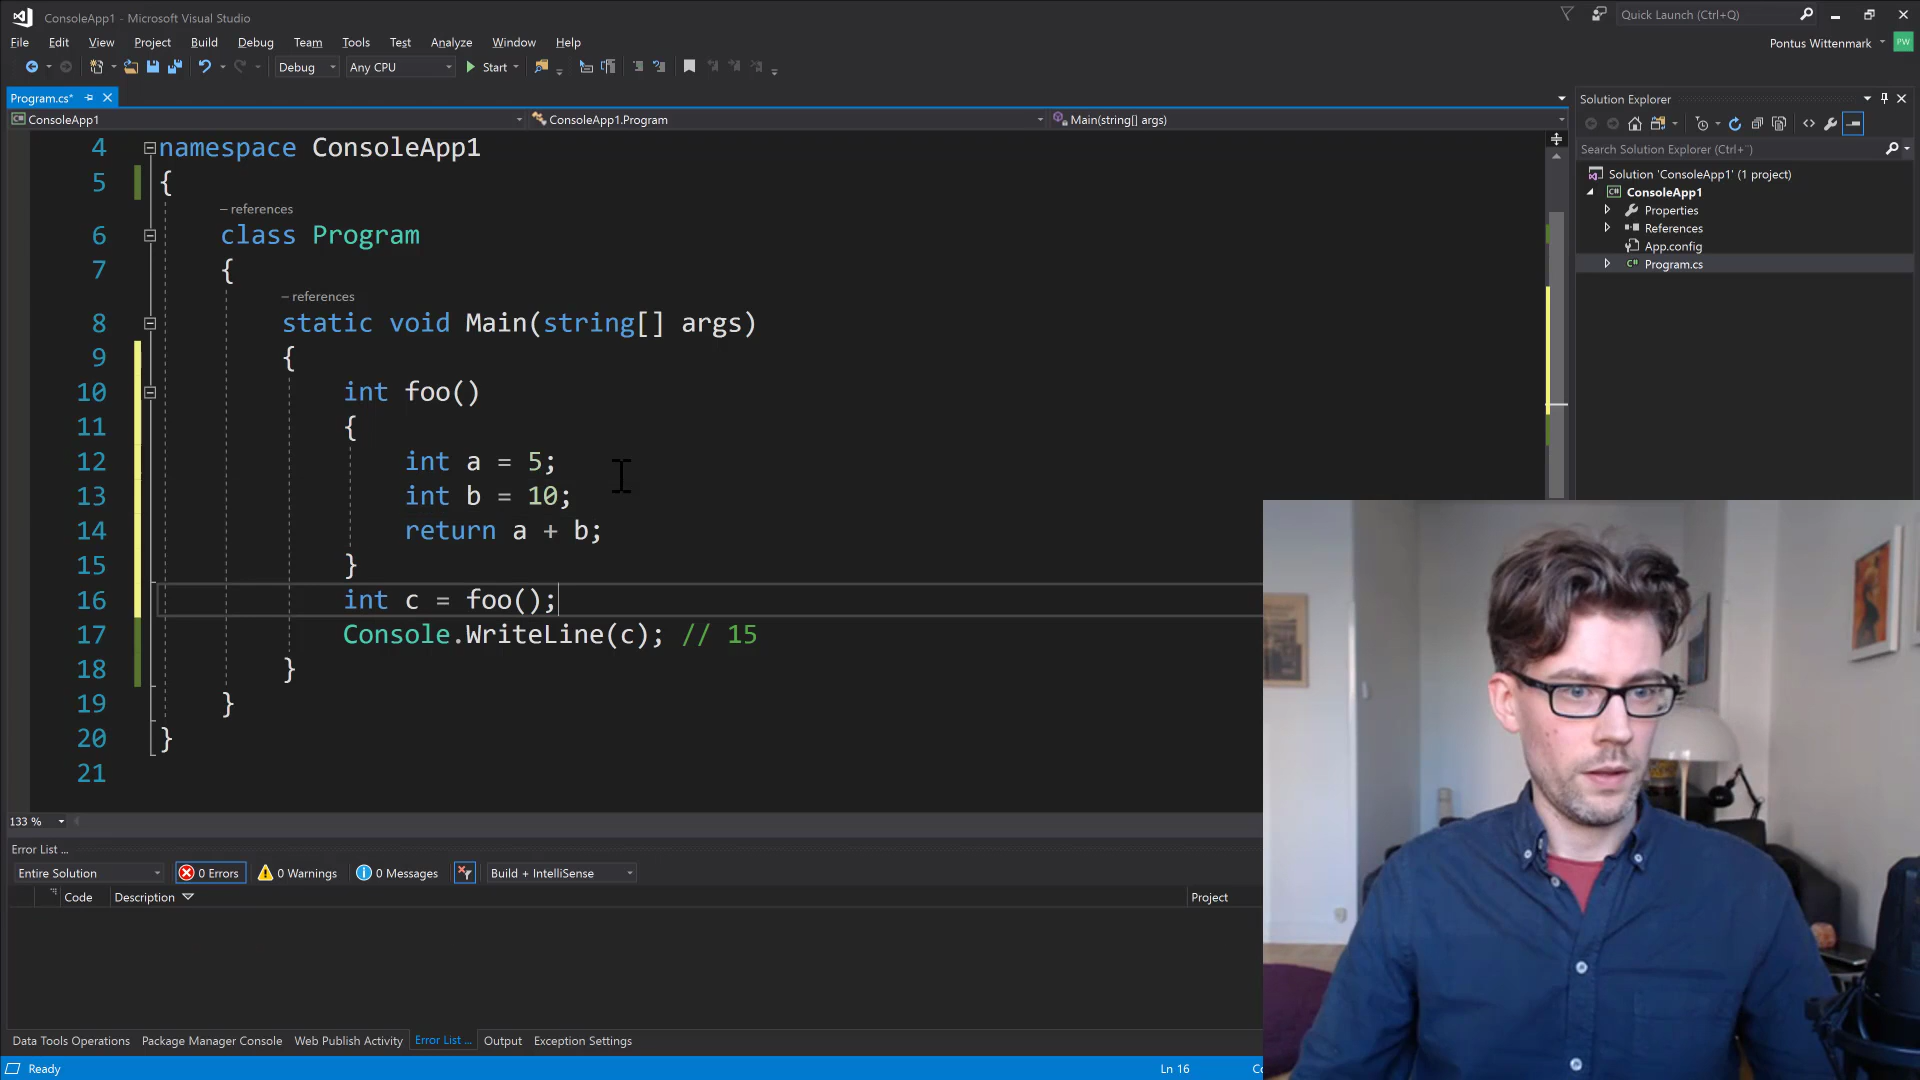 ConsoleApp1 - Microsoft Visual Studio
Quick Launch (Ctrl+Q)
File Edit View Project Build Debug Team Tools Test Analyze Window Help
Pontus Wittenmark PW
Debug Any CPU Start
Program.cs*
ConsoleApp1 ConsoleApp1.Program Main(string[] args)
4 namespace ConsoleApp1
5 {
– references
6 class Program
7 {
– references
8 static void Main(string[] args)
9 {
10 int foo()
11 {
12 int a = 5;
13 int b = 10;
14 return a + b;
15 }
16 int c = foo();
17 Console.WriteLine(c); // 15
18 }
19 }
20 }
21
133 %
Solution Explorer
Search Solution Explorer (Ctrl+¨)
Solution 'ConsoleApp1' (1 project)
C# ConsoleApp1
Properties
References
App.config
C# Program.cs
Error List ...
Entire Solution 0 Errors 0 Warnings 0 Messages Build + IntelliSense
Code Description Project
Data Tools Operations Package Manager Console Web Publish Activity Error List ... Output Exception Settings
Ready Ln 16